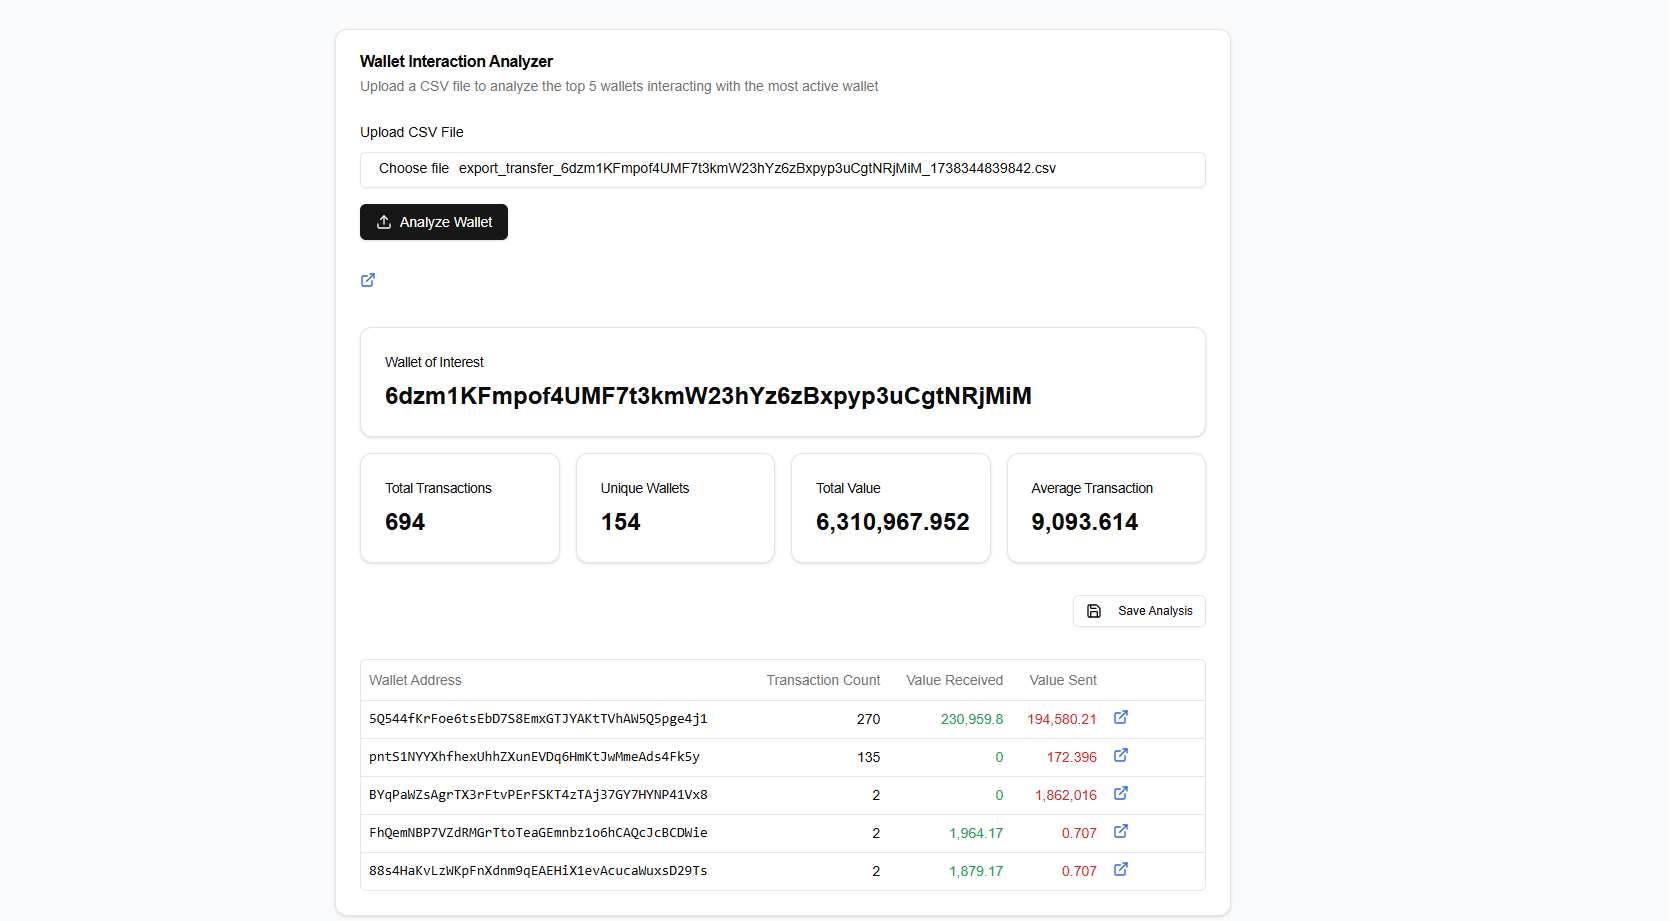 Wallet Interaction Analyzer
Upload a CSV file to analyze the top 5 wallets interacting with the most active wallet
Upload CSV File
Choose file export_transfer_6dzm1KFmpof4UMF7t3kmW23hYz6zBxpyp3uCgtNRjMiM_1738344839842.csv
Analyze Wallet
Wallet of Interest
6dzm1KFmpof4UMF7t3kmW23hYz6zBxpyp3uCgtNRjMiM
Total Transactions
694
Unique Wallets
154
Total Value
6,310,967.952
Average Transaction
9,093.614
Save Analysis
Wallet Address Transaction Count Value Received Value Sent
5Q544fKrFoe6tsEbD7S8EmxGTJYAKtTVhAW5Q5pge4j1 270 230,959.8 194,580.21
pntS1NYYXhfhexUhhZXunEVDq6HmKtJwMmeAds4Fk5y 135 0 172.396
BYqPaWZsAgrTX3rFtvPErFSKT4zTAj37GY7HYNP41Vx8 2 0 1,862,016
FhQemNBP7VZdRMGrTtoTeaGEmnbz1o6hCAQcJcBCDWie 2 1,964.17 0.707
88s4HaKvLzWKpFnXdnm9qEAEHiX1evAcucaWuxsD29Ts 2 1,879.17 0.707